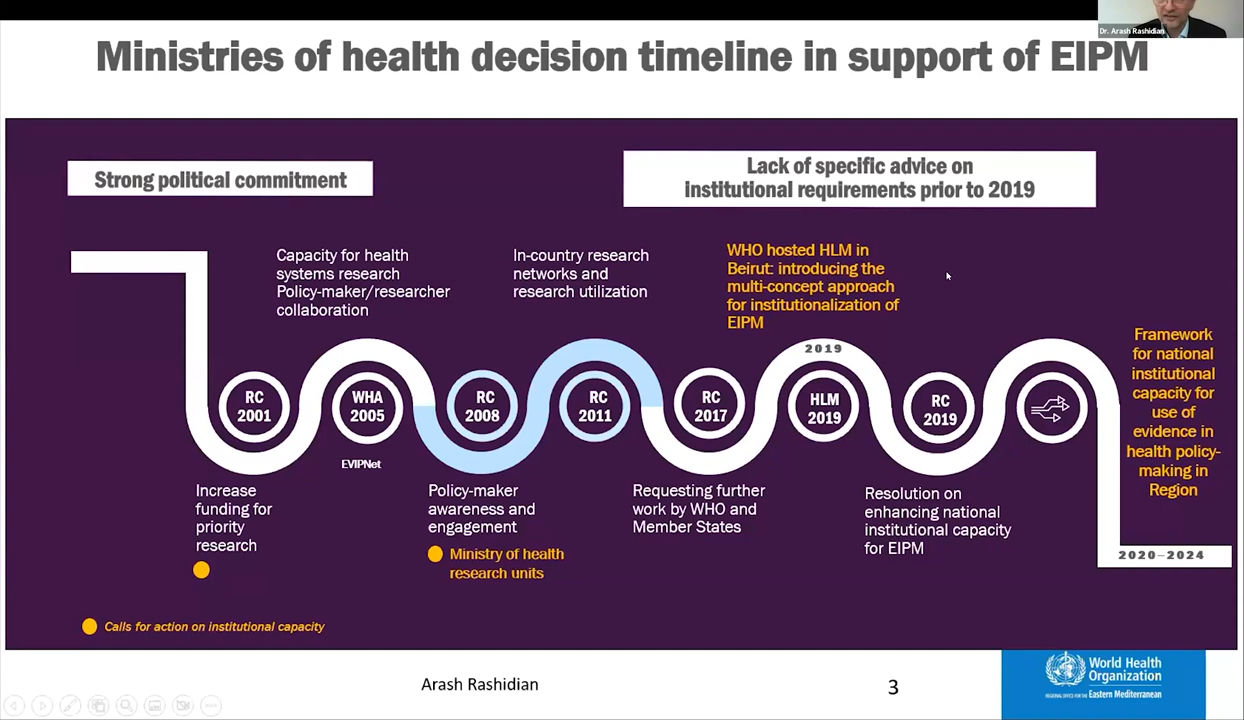 Dr. Arash Rashidian
Ministries of health decision timeline in support of EIPM
Strong political commitment
Lack of specific advice on
institutional requirements prior to 2019
Capacity for health
systems research
Policy-maker/researcher
collaboration
In-country research
networks and
research utilization
WHO hosted HLM in
Beirut: introducing the
multi-concept approach
for institutionalization of
EIPM
2019
Framework
for national
institutional
capacity for
use of
evidence in
health policy-
making in
Region
RC
2001
WHA
2005
RC
2008
RC
2011
RC
2017
HLM
2019
RC
2019
EVIPNet
Increase
funding for
priority
research
Policy-maker
awareness and
engagement
Ministry of health
research units
Requesting further
work by WHO and
Member States
Resolution on
enhancing national
institutional capacity
for EIPM
2020–2024
Calls for action on institutional capacity
Arash Rashidian
3
World Health
Organization
REGIONAL OFFICE FOR THE Eastern Mediterranean